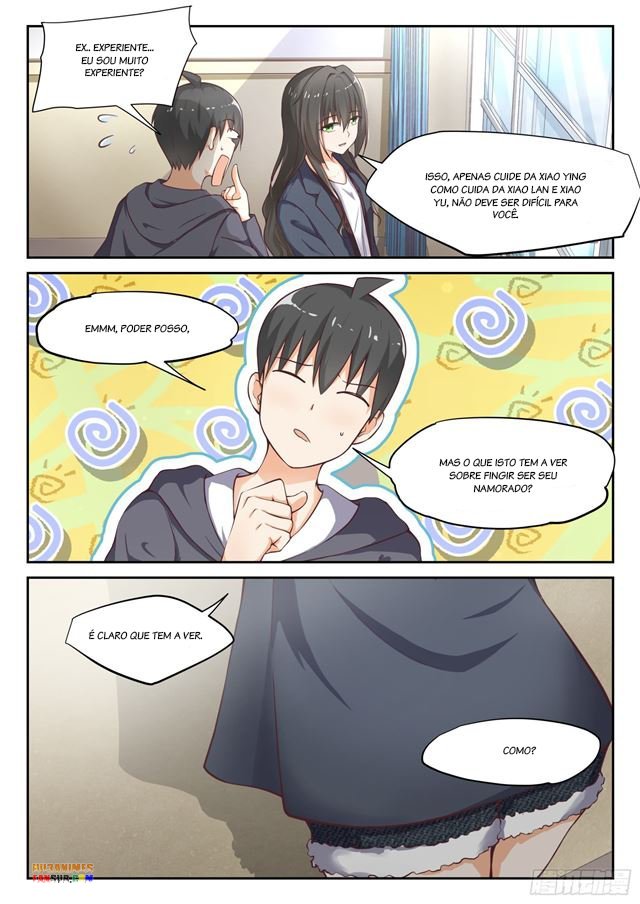 EX.. EXPERIENTE...
EU SOU MUITO
EXPERIENTE?
ISSO, APENAS CUIDE DA XIAO YING
COMO CUIDA DA XIAO LAN E XIAO
YU, NÃO DEVE SER DIFÍCIL PARA
VOCÊ.
EMMM, PODER POSSO,
MAS O QUE ISTO TEM A VER
SOBRE FINGIR SER SEU
NAMORADO?
É CLARO QUE TEM A VER.
COMO?